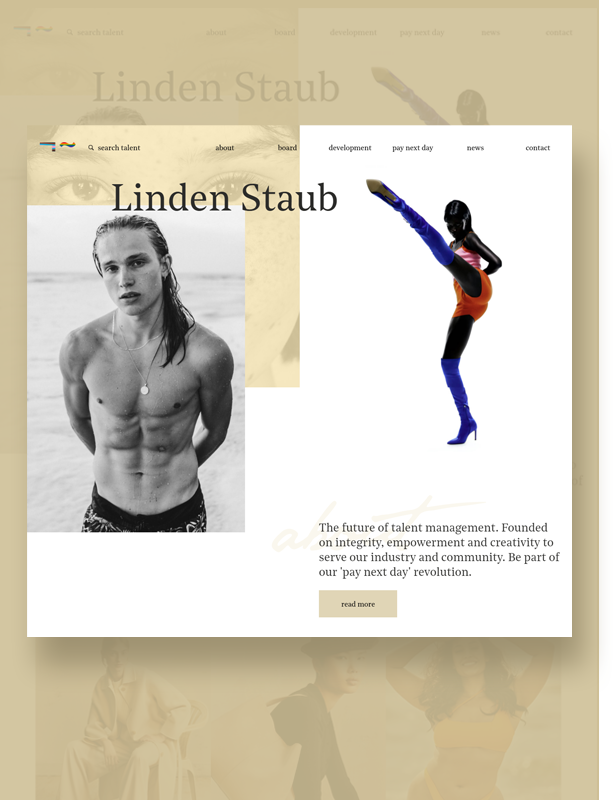 search talent about board development pay next day news contact
Linden Staub
search talent about board development pay next day news contact
Linden Staub
about
The future of talent management. Founded
on integrity, empowerment and creativity to
serve our industry and community. Be part of
our 'pay next day' revolution.
read more